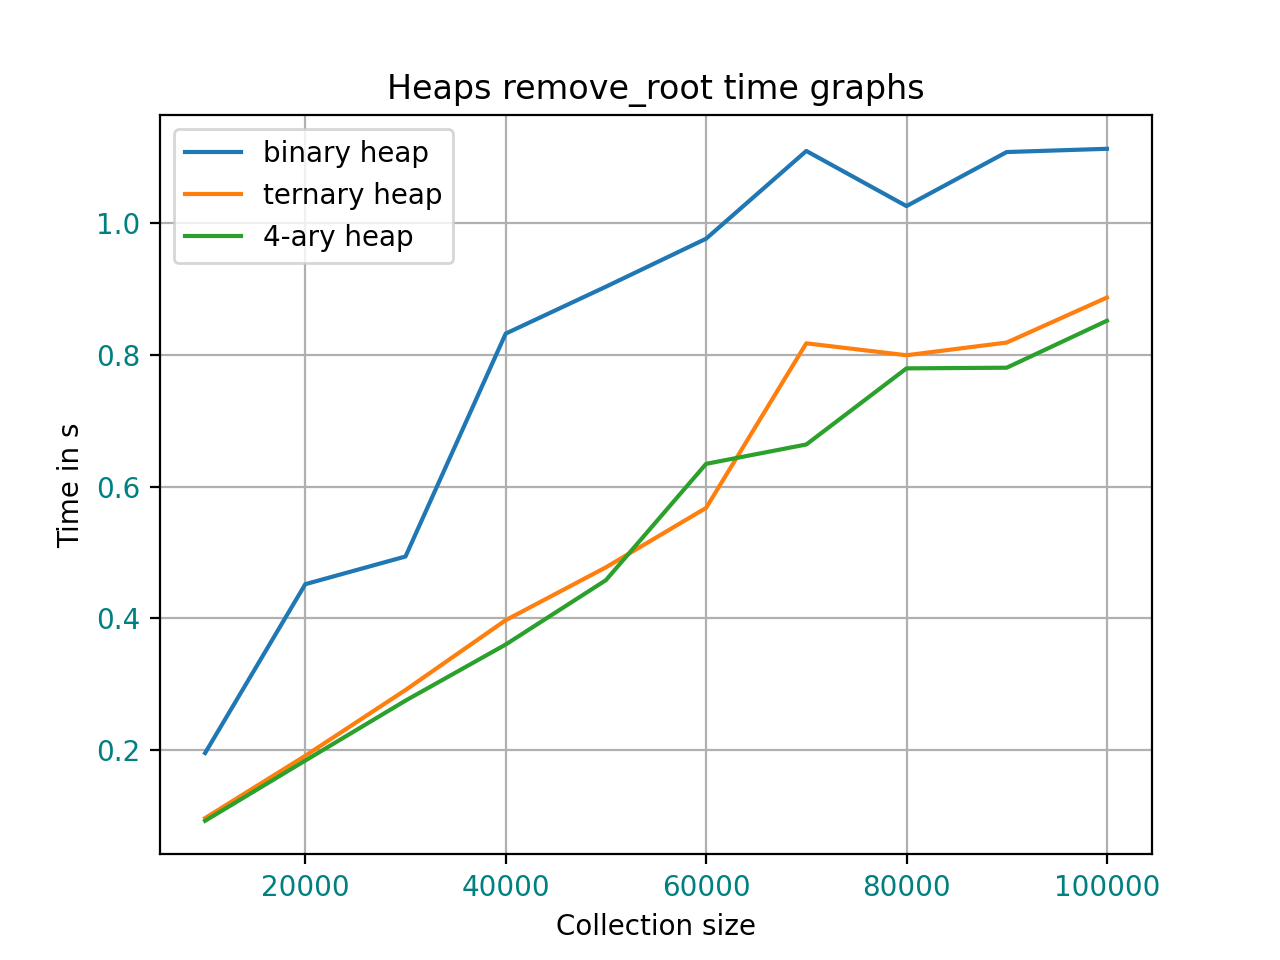 Heaps remove_root time graphs
binary heap
ternary heap
4-ary heap
1.0
0.8
0.6
0.4
0.2
Time in s
20000 40000 60000 80000 100000
Collection size